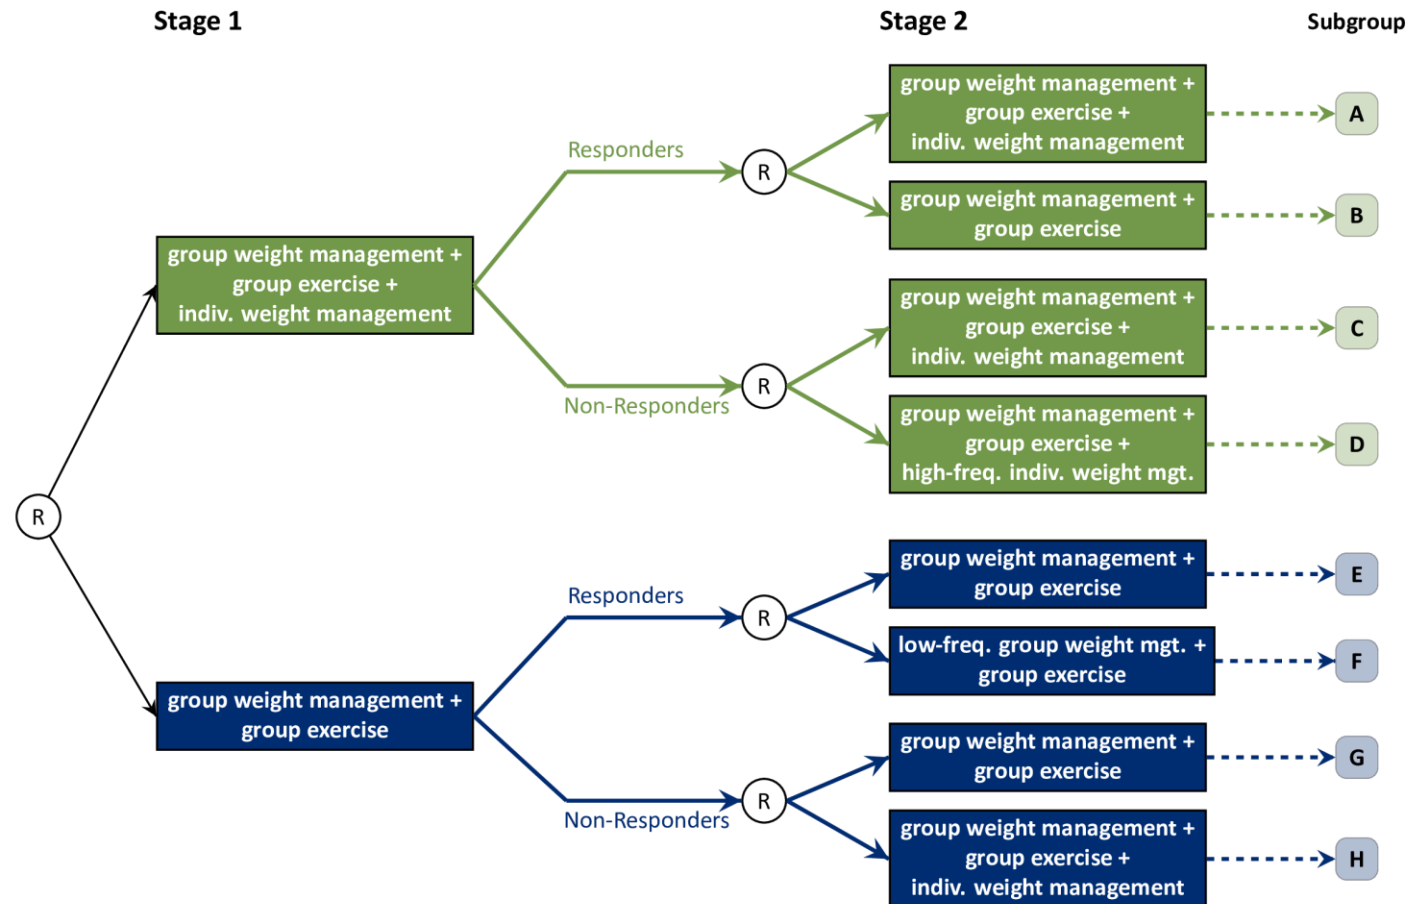 Stage 1
Stage 2
Subgroup
group weight management +
group exercise +
indiv. weight management
A
Responders
R
group weight management +
group exercise
B
group weight management +
group exercise +
indiv. weight management
group weight management +
group exercise +
indiv. weight management
C
R
Non-Responders
group weight management +
group exercise +
high-freq. indiv. weight mgt.
D
R
group weight management +
group exercise
E
Responders
R
low-freq. group weight mgt. +
group exercise
F
group weight management +
group exercise
group weight management +
group exercise
G
R
Non-Responders
group weight management +
group exercise +
indiv. weight management
H